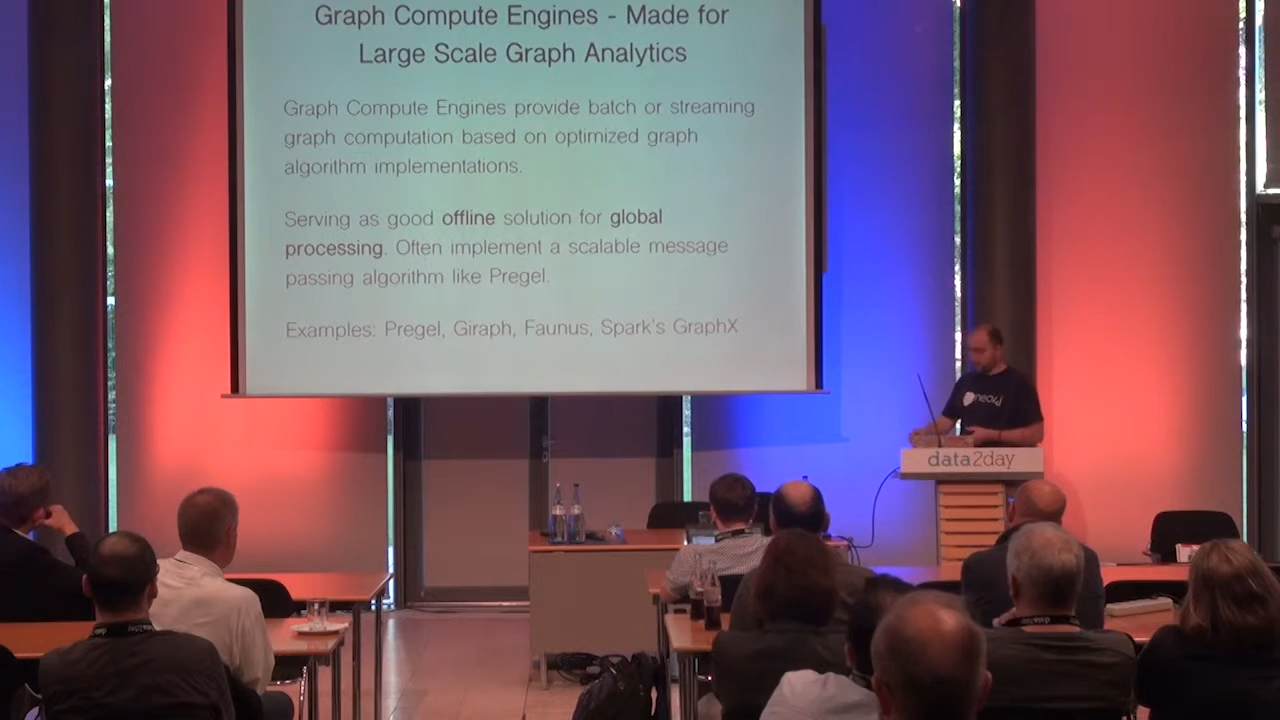 Graph Compute Engines - Made for
Large Scale Graph Analytics
Graph Compute Engines provide batch or streaming
graph computation based on optimized graph
algorithm implementations.
Serving as good offline solution for global
processing. Often implement a scalable message
passing algorithm like Pregel.
Examples: Pregel, Giraph, Faunus, Spark's GraphX
neo4j
data2day